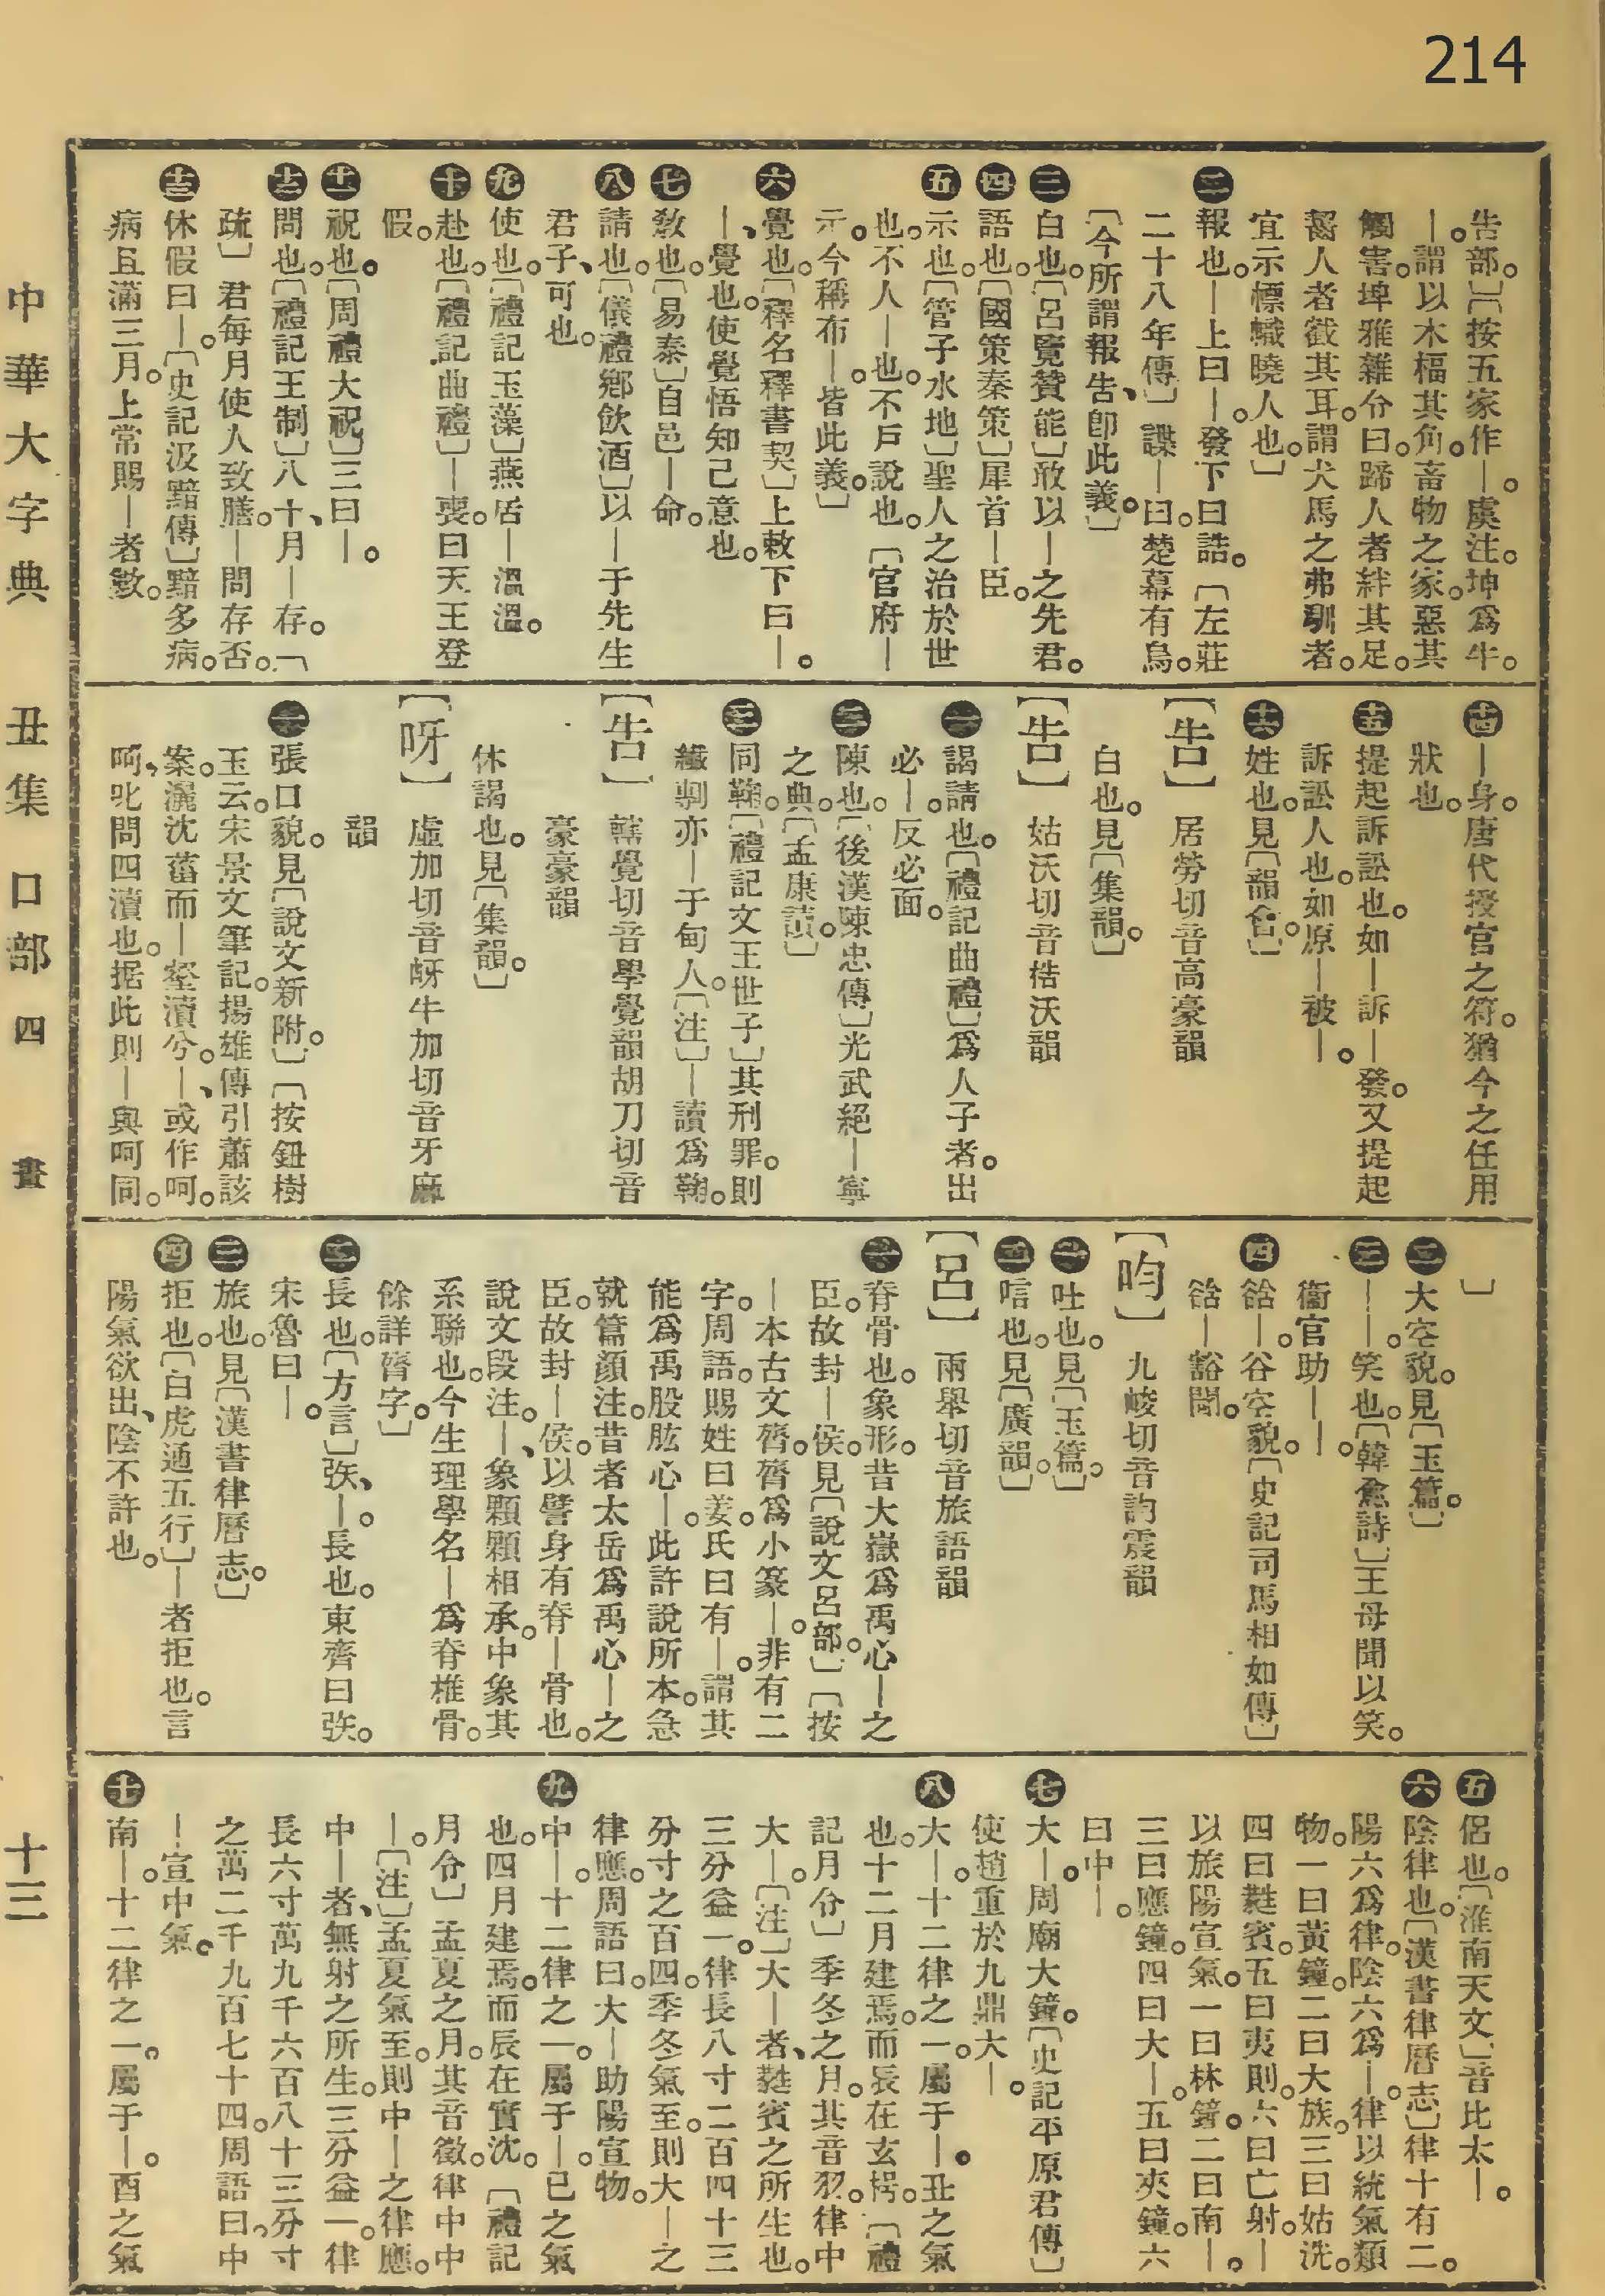 214
告部。〕〔按五家作｜。虞注。坤爲牛。
｜。謂以木楅其角。畜物之家。惡其
觸害。埤雅雜分曰。蹄人者絆其足。
齧人者截其耳。謂犬馬之弗馴者。
宜示幖幟曉人也。〕
㊁報也。｜上曰｜。發下曰誥。〔左莊
二十八年傳〕諜｜曰。楚幕有烏。
〔今所謂報告、卽此義。〕
㊂白也。〔呂覽贊能〕敢以｜之先君。
㊃語也。〔國策秦策〕犀首｜臣。
㊄示也。〔管子水地〕聖人之治於世
也。不人｜也。不戶說也。〔官府｜
示。今稱布｜。皆此義。〕
㊅覺也。〔釋名釋書契〕上敕下曰｜。
｜、覺也。使覺悟知己意也。
㊆敎也。〔易泰〕自邑｜命。
㊇請也。〔儀禮鄕飮酒〕以｜于先生
君子、可也。
㊈使也。〔禮記玉藻〕燕居｜溫溫。
㊉赴也。〔禮記曲禮〕｜喪。曰天王登
假。
十一祝也。〔周禮大祝〕三曰｜。
十二問也。〔禮記王制〕八十、月｜存。〔
疏〕君每月使人致膳。｜問存否。
十三休假曰｜。〔史記汲黯傳〕黯多病。
病且滿三月。上常賜｜者數。
十四｜身。唐代授官之符。猶今之任用
狀也。
十五提起訴訟也。如｜訴｜發。又提起
訴訟人也。如原｜被｜。
十六姓也。見〔韻會。〕
〔告〕居勞切音高豪韻
白也。見〔集韻。〕
〔告〕姑沃切音梏沃韻
㊀謁請也。〔禮記曲禮〕爲人子者。出
必｜。反必面。
㊁陳也。〔後漢陳忠傳〕光武絕｜寧
之典。〔孟康讀。〕
㊂同鞫。〔禮記文王世子〕其刑罪。則
纖剸亦｜于甸人。〔注〕｜讀爲鞫。
〔告〕轄覺切音學覺韻胡刀切音
豪豪韻
休謁也。見〔集韻。〕
〔呀〕虛加切音谺牛加切音牙麻
韻
㊀張口貌。見〔說文新附。〕〔按鈕樹
玉云。宋景文筆記。揚雄傳引蕭該
案。灑沈菑而｜壑瀆兮。｜、或作呵。
呵、叱問四瀆也。据此則｜與呵同。
〕
㊁大空貌。見〔玉篇。〕
㊂｜｜。笑也。〔韓愈詩〕王母聞以笑。
衞官助｜｜。
㊃谽｜。谷空貌。〔史記司馬相如傳〕
谽｜豁閜。
〔呁〕九峻切音訽震韻
㊀吐也。見〔玉篇。〕
㊁唁也。見〔廣韻。〕
〔呂〕兩舉切音旅語韻
㊀脊骨也。象形。昔大嶽爲禹心｜之
臣。故封｜侯。見〔說文呂部。〕〔按
｜本古文膂。膂爲小篆｜。非有二
字。周語。賜姓曰姜。氏曰有｜。謂其
能爲禹股肱心｜。此許說所本。急
就篇顏注。昔者太岳爲禹心｜之
臣。故封｜侯。以譬身有脊｜骨也。
說文段注。｜、象顆顆相承。中象其
系聯也。今生理學名｜爲脊椎骨。
餘詳膂字。〕
㊁長也。〔方言〕㢮、｜。長也。東齊曰㢮。
宋魯曰｜。
㊂旅也。見〔漢書律曆志。〕
㊃拒也。〔白虎通五行〕｜者拒也。言
陽氣欲出、陰不許也。
㊄侶也。〔淮南天文〕音比太｜。
㊅陰律也。〔漢書律曆志〕律十有二。
陽六爲律。陰六爲｜。律以統氣類
物。一曰黃鐘。二曰大族。三曰姑洗。
四曰蕤賓。五曰夷則。六曰亡射。｜
以旅陽宣氣。一曰林鐘。二曰南｜。
三曰應鐘。四曰大｜。五曰夾鐘。六
曰中｜。
㊆大｜。周廟大鐘。〔史記平原君傳〕
使趙重於九鼎大｜。
㊇大｜。十二律之一。屬于｜。丑之氣
也。十二月建焉。而辰在玄枵。〔禮
記月令〕季冬之月。其音羽。律中
大｜。〔注〕大｜者、蕤賓之所生也。
三分益一。律長八寸二百四十三
分寸之百四。季冬氣至。則大｜之
律應。周語曰。大｜助陽宣物。
㊈中｜。十二律之一。屬于｜。巳之氣
也。四月建焉。而辰在實沈。〔禮記
月令〕孟夏之月。其音徵。律中中
｜。〔注〕孟夏氣至。則中｜之律應。
中｜者、無射之所生。三分益一。律
長六寸萬九千六百八十三分寸
之萬二千九百七十四。周語曰。中
｜宣中氣。
㊉南｜。十二律之一。屬于｜。酉之氣
中華大字典　丑集　口部　四畫　十三